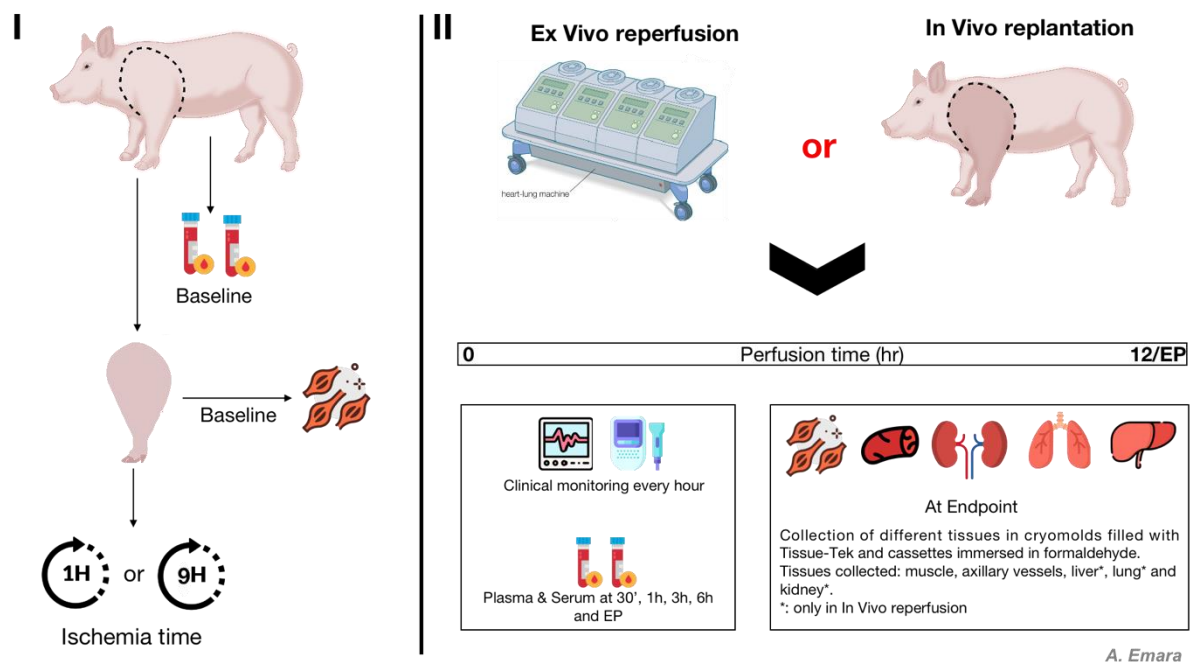 I
Baseline
Baseline
1H
or
9H
Ischemia time
II
Ex Vivo reperfusion
In Vivo replantation
heart-lung machine
or
0
Perfusion time (hr)
12/EP
Clinical monitoring every hour
Plasma & Serum at 30’, 1h, 3h, 6h
and EP
At Endpoint
Collection of different tissues in cryomolds filled with
Tissue-Tek and cassettes immersed in formaldehyde.
Tissues collected: muscle, axillary vessels, liver*, lung* and
kidney*.
*: only in In Vivo reperfusion
A. Emara